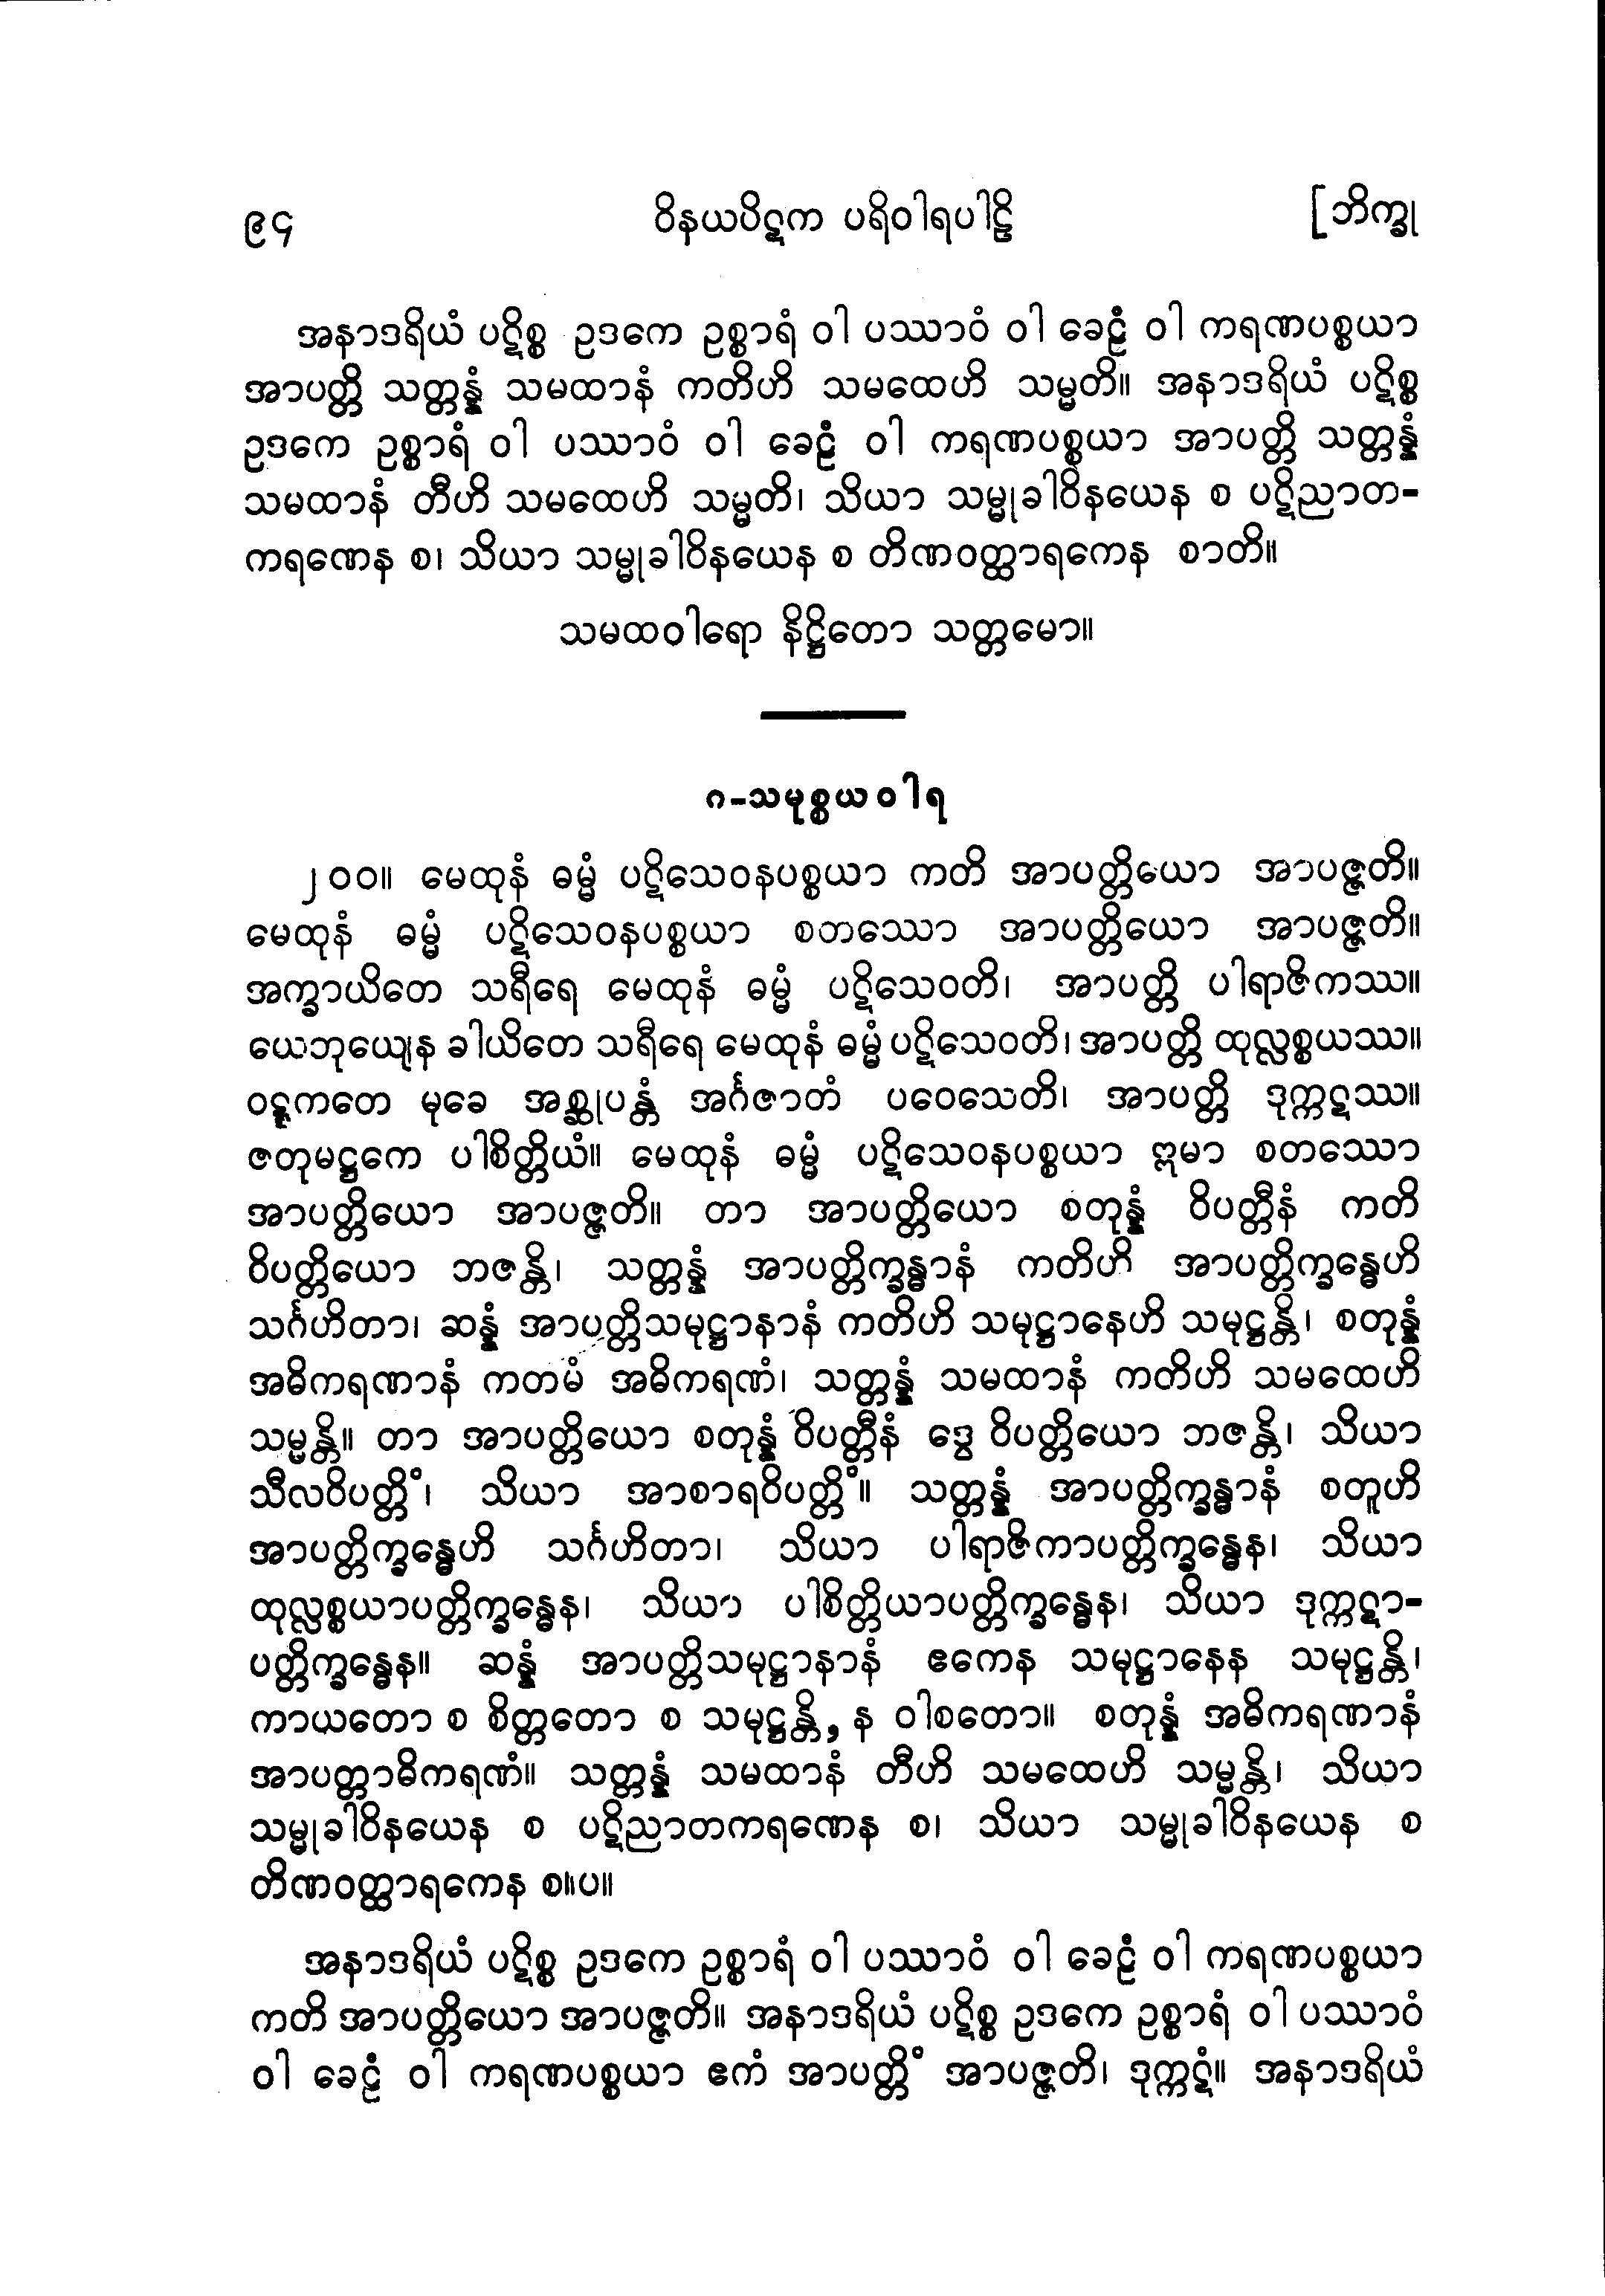 ၉၄ ဝိနယပိဋက ပရိဝါရပါဠိ [ဘိက္ခု
အနာဒရိယံ ပဋိစ္စ ဥဒကေ ဥစ္စာရံ ဝါ ပဿာဝံ ဝါ ခေဠံ ဝါ ကရဏပစ္စယာ
အာပတ္တိ သတ္တန္နံ သမထာနံ ကတိဟိ သမထေဟိ သမ္မတိ။ အနာဒရိယံ ပဋိစ္စ
ဥဒကေ ဥစ္စာရံ ဝါ ပဿာဝံ ဝါ ခေဠံ ဝါ ကရဏပစ္စယာ အာပတ္တိ သတ္တန္နံ
သမထာနံ တီဟိ သမထေဟိ သမ္မတိ၊ သိယာ သမ္မုခါဝိနယေန စ ပဋိညာတ-
ကရဏေန စ၊ သိယာ သမ္မုခါဝိနယေန စ တိဏဝတ္ထာရကေန စာတိ။
သမထဝါရော နိဋ္ဌိတော သတ္တမော။
၈-သမုစ္စယဝါရ
၂၀၀။ မေထုနံ ဓမ္မံ ပဋိသေဝနပစ္စယာ ကတိ အာပတ္တိယော အာပဇ္ဇတိ။
မေထုနံ ဓမ္မံ ပဋိသေဝနပစ္စယာ စတဿော အာပတ္တိယော အာပဇ္ဇတိ။
အက္ခာယိတေ သရီရေ မေထုနံ ဓမ္မံ ပဋိသေဝတိ၊ အာပတ္တိ ပါရာဇိကဿ။
ယေဘုယျေန ခါယိတေ သရီရေ မေထုနံ ဓမ္မံ ပဋိသေဝတိ၊ အာပတ္တိ ထုလ္လစ္စယဿ။
ဝဋ္ဋကတေ မုခေ အစ္ဆုပန္တံ အင်္ဂဇာတံ ပဝေသေတိ၊ အာပတ္တိ ဒုက္ကဋဿ။
ဇတုမဋ္ဌကေ ပါစိတ္တိယံ။ မေထုနံ ဓမ္မံ ပဋိသေဝနပစ္စယာ ဣမာ စတဿော
အာပတ္တိယော အာပဇ္ဇတိ။ တာ အာပတ္တိယော စတုန္နံ ဝိပတ္တီနံ ကတိ
ဝိပတ္တိယော ဘဇန္တိ၊ သတ္တန္နံ အာပတ္တိက္ခန္ဓာနံ ကတိဟိ အာပတ္တိက္ခန္ဓေဟိ
သင်္ဂဟိတာ၊ ဆန္နံ အာပတ္တိသမုဋ္ဌာနာနံ ကတိဟိ သမုဋ္ဌာနေဟိ သမုဋ္ဌန္တိ၊ စတုန္နံ
အဓိကရဏာနံ ကတမံ အဓိကရဏံ၊ သတ္တန္နံ သမထာနံ ကတိဟိ သမထေဟိ
သမ္မန္တိ။ တာ အာပတ္တိယော စတုန္နံ ဝိပတ္တီနံ ဒွေ ဝိပတ္တိယော ဘဇန္တိ၊ သိယာ
သီလဝိပတ္တိံ၊ သိယာ အာစာရဝိပတ္တိံ။ သတ္တန္နံ အာပတ္တိက္ခန္ဓာနံ စတူဟိ
အာပတ္တိက္ခန္ဓေဟိ သင်္ဂဟိတာ၊ သိယာ ပါရာဇိကာပတ္တိက္ခန္ဓေန၊ သိယာ
ထုလ္လစ္စယာပတ္တိက္ခန္ဓေန၊ သိယာ ပါစိတ္တိယာပတ္တိက္ခန္ဓေန၊ သိယာ ဒုက္ကဋာ-
ပတ္တိက္ခန္ဓေန။ ဆန္နံ အာပတ္တိသမုဋ္ဌာနာနံ ဧကေန သမုဋ္ဌာနေန သမုဋ္ဌန္တိ၊
ကာယတော စ စိတ္တတော စ သမုဋ္ဌန္တိ, န ဝါစတော။ စတုန္နံ အဓိကရဏာနံ
အာပတ္တာဓိကရဏံ။ သတ္တန္နံ သမထာနံ တီဟိ သမထေဟိ သမ္မန္တိ၊ သိယာ
သမ္မုခါဝိနယေန စ ပဋိညာတကရဏေန စ၊ သိယာ သမ္မုခါဝိနယေန စ
တိဏဝတ္ထာရကေန စ။ပ။
အနာဒရိယံ ပဋိစ္စ ဥဒကေ ဥစ္စာရံ ဝါ ပဿာဝံ ဝါ ခေဠံ ဝါ ကရဏပစ္စယာ
ကတိ အာပတ္တိယော အာပဇ္ဇတိ။ အနာဒရိယံ ပဋိစ္စ ဥဒကေ ဥစ္စာရံ ဝါ ပဿာဝံ
ဝါ ခေဠံ ဝါ ကရဏပစ္စယာ ဧကံ အာပတ္တိံ အာပဇ္ဇတိ၊ ဒုက္ကဋံ။ အနာဒရိယံ